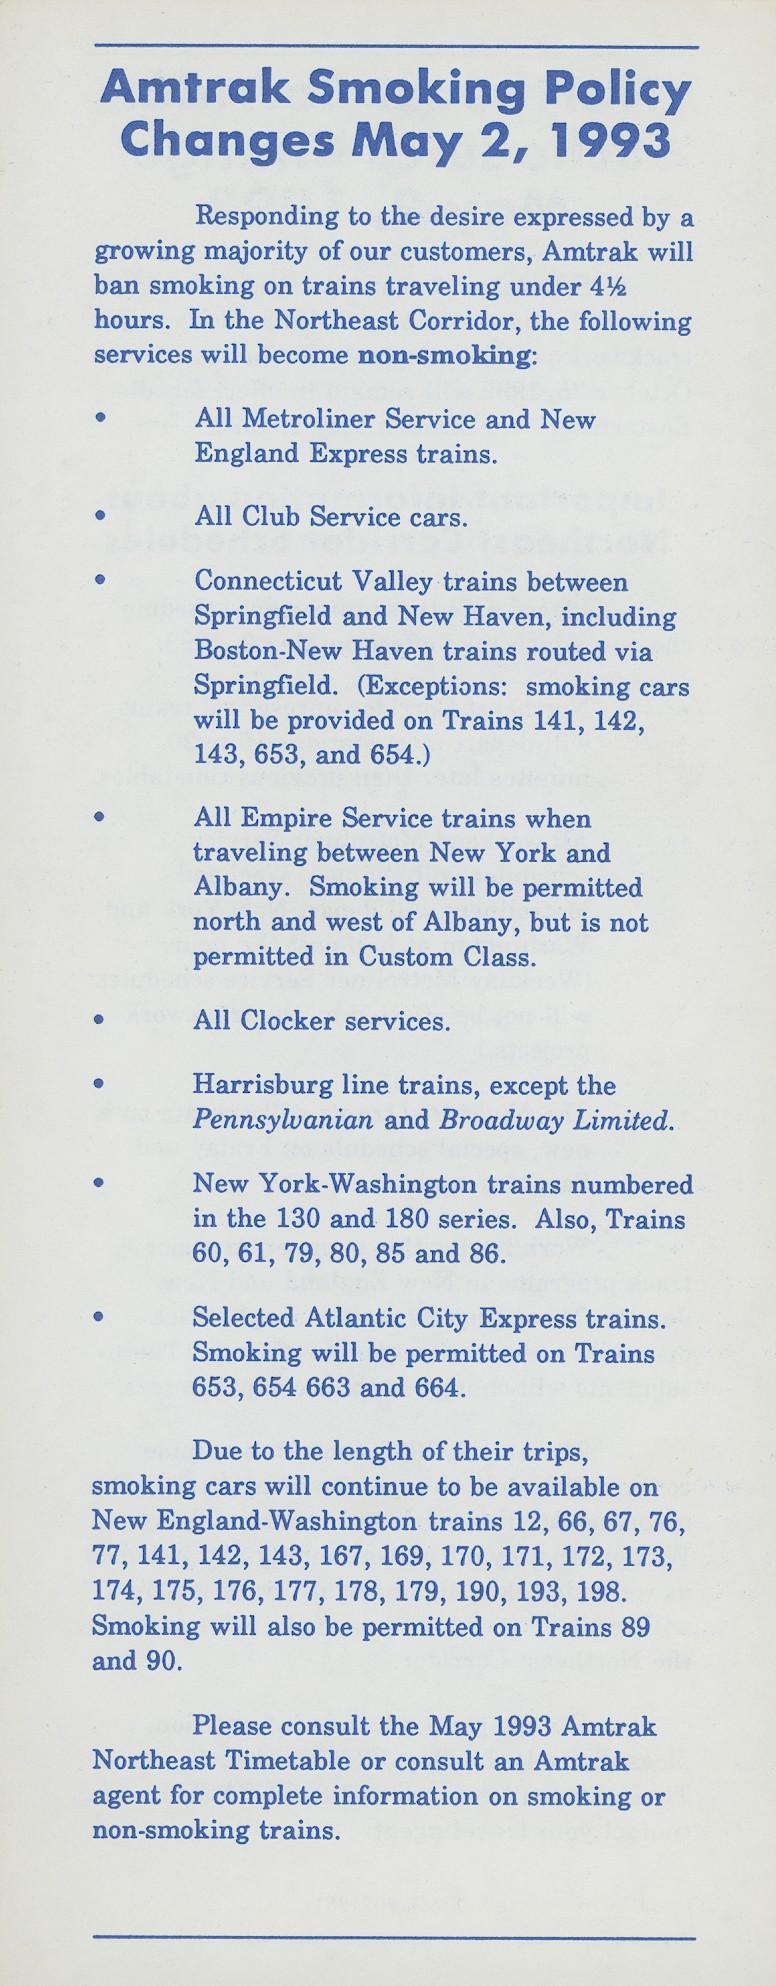 Amtrak Smoking Policy
Changes May 2, 1993
Responding to the desire expressed by a
growing majority of our customers, Amtrak will
ban smoking on trains traveling under 4½
hours. In the Northeast Corridor, the following
services will become non-smoking:
• All Metroliner Service and New
England Express trains.
• All Club Service cars.
• Connecticut Valley trains between
Springfield and New Haven, including
Boston-New Haven trains routed via
Springfield. (Exceptions: smoking cars
will be provided on Trains 141, 142,
143, 653, and 654.)
• All Empire Service trains when
traveling between New York and
Albany. Smoking will be permitted
north and west of Albany, but is not
permitted in Custom Class.
• All Clocker services.
• Harrisburg line trains, except the
Pennsylvanian and Broadway Limited.
• New York-Washington trains numbered
in the 130 and 180 series. Also, Trains
60, 61, 79, 80, 85 and 86.
• Selected Atlantic City Express trains.
Smoking will be permitted on Trains
653, 654 663 and 664.
Due to the length of their trips,
smoking cars will continue to be available on
New England-Washington trains 12, 66, 67, 76,
77, 141, 142, 143, 167, 169, 170, 171, 172, 173,
174, 175, 176, 177, 178, 179, 190, 193, 198.
Smoking will also be permitted on Trains 89
and 90.
Please consult the May 1993 Amtrak
Northeast Timetable or consult an Amtrak
agent for complete information on smoking or
non-smoking trains.